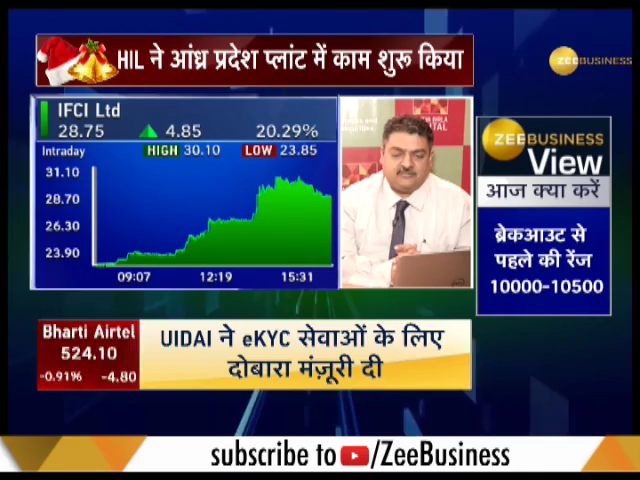 HIL ने आंध्र प्रदेश प्लांट में काम शुरू किया
ZEEBUSINESS
IFCI Ltd
28.75 4.85 20.29%
Intraday HIGH 30.10 LOW 23.85
31.10
28.70
26.30
23.90
09:07 12:19 15:31
ZEEBUSINESS
View
आज क्या करें
ब्रेकआउट से
पहले की रेंज
10000-10500
Bharti Airtel
524.10
-0.91% -4.80
UIDAI ने eKYC सेवाओं के लिए
दोबारा मंज़ूरी दी
subscribe to /ZeeBusiness